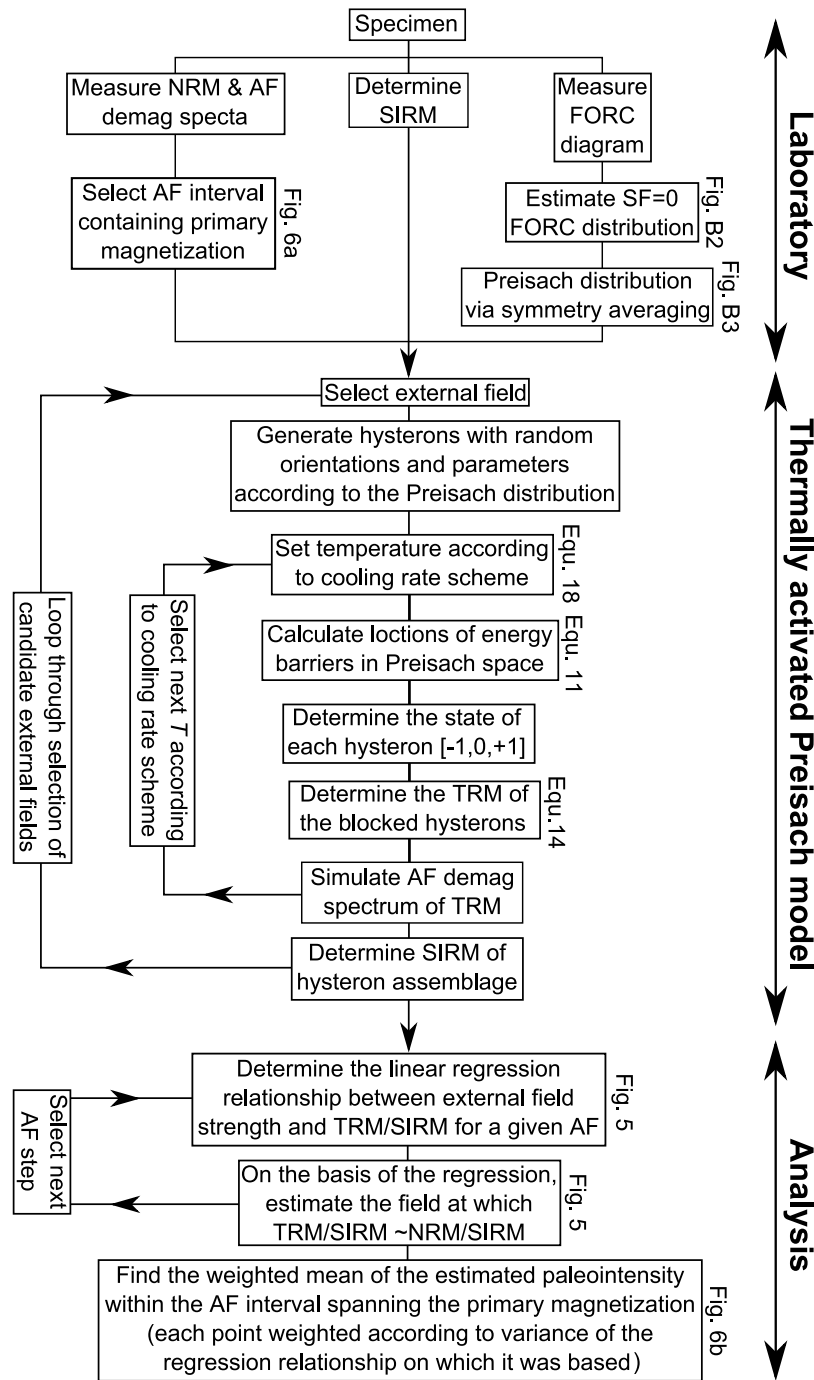 Specimen
Measure NRM & AF
demag specta
Determine
SIRM
Measure
FORC
diagram
Select AF interval
containing primary
magnetization
Fig. 6a
Estimate SF=0
FORC distribution
Fig. B2
Preisach distribution
via symmetry averaging
Fig. B3
Laboratory
Select external field
Generate hysterons with random
orientations and parameters
according to the Preisach distribution
Set temperature according
to cooling rate scheme
Equ. 18
Calculate loctions of energy
barriers in Preisach space
Equ. 11
Determine the state of
each hysteron [-1,0,+1]
Determine the TRM of
the blocked hysterons
Equ.14
Simulate AF demag
spectrum of TRM
Select next T according
to cooling rate scheme
Determine SIRM of
hysteron assemblage
Loop through selection of
candidate external fields
Thermally activated Preisach model
Determine the linear regression
relationship between external field
strength and TRM/SIRM for a given AF
Fig. 5
Select next
AF step
On the basis of the regression,
estimate the field at which
TRM/SIRM ~NRM/SIRM
Fig. 5
Find the weighted mean of the estimated paleointensity
within the AF interval spanning the primary magnetization
(each point weighted according to variance of the
regression relationship on which it was based)
Fig. 6b
Analysis